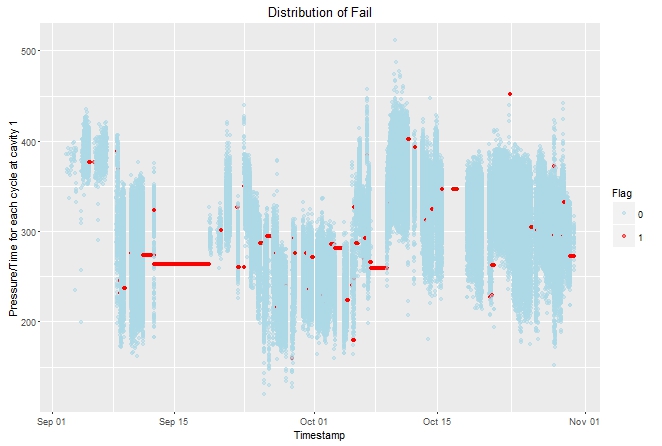 Distribution of Fail
Pressure/Time for each cycle at cavity 1
500
400
300
200
Sep 01
Sep 15
Oct 01
Oct 15
Nov 01
Timestamp
Flag
0
1